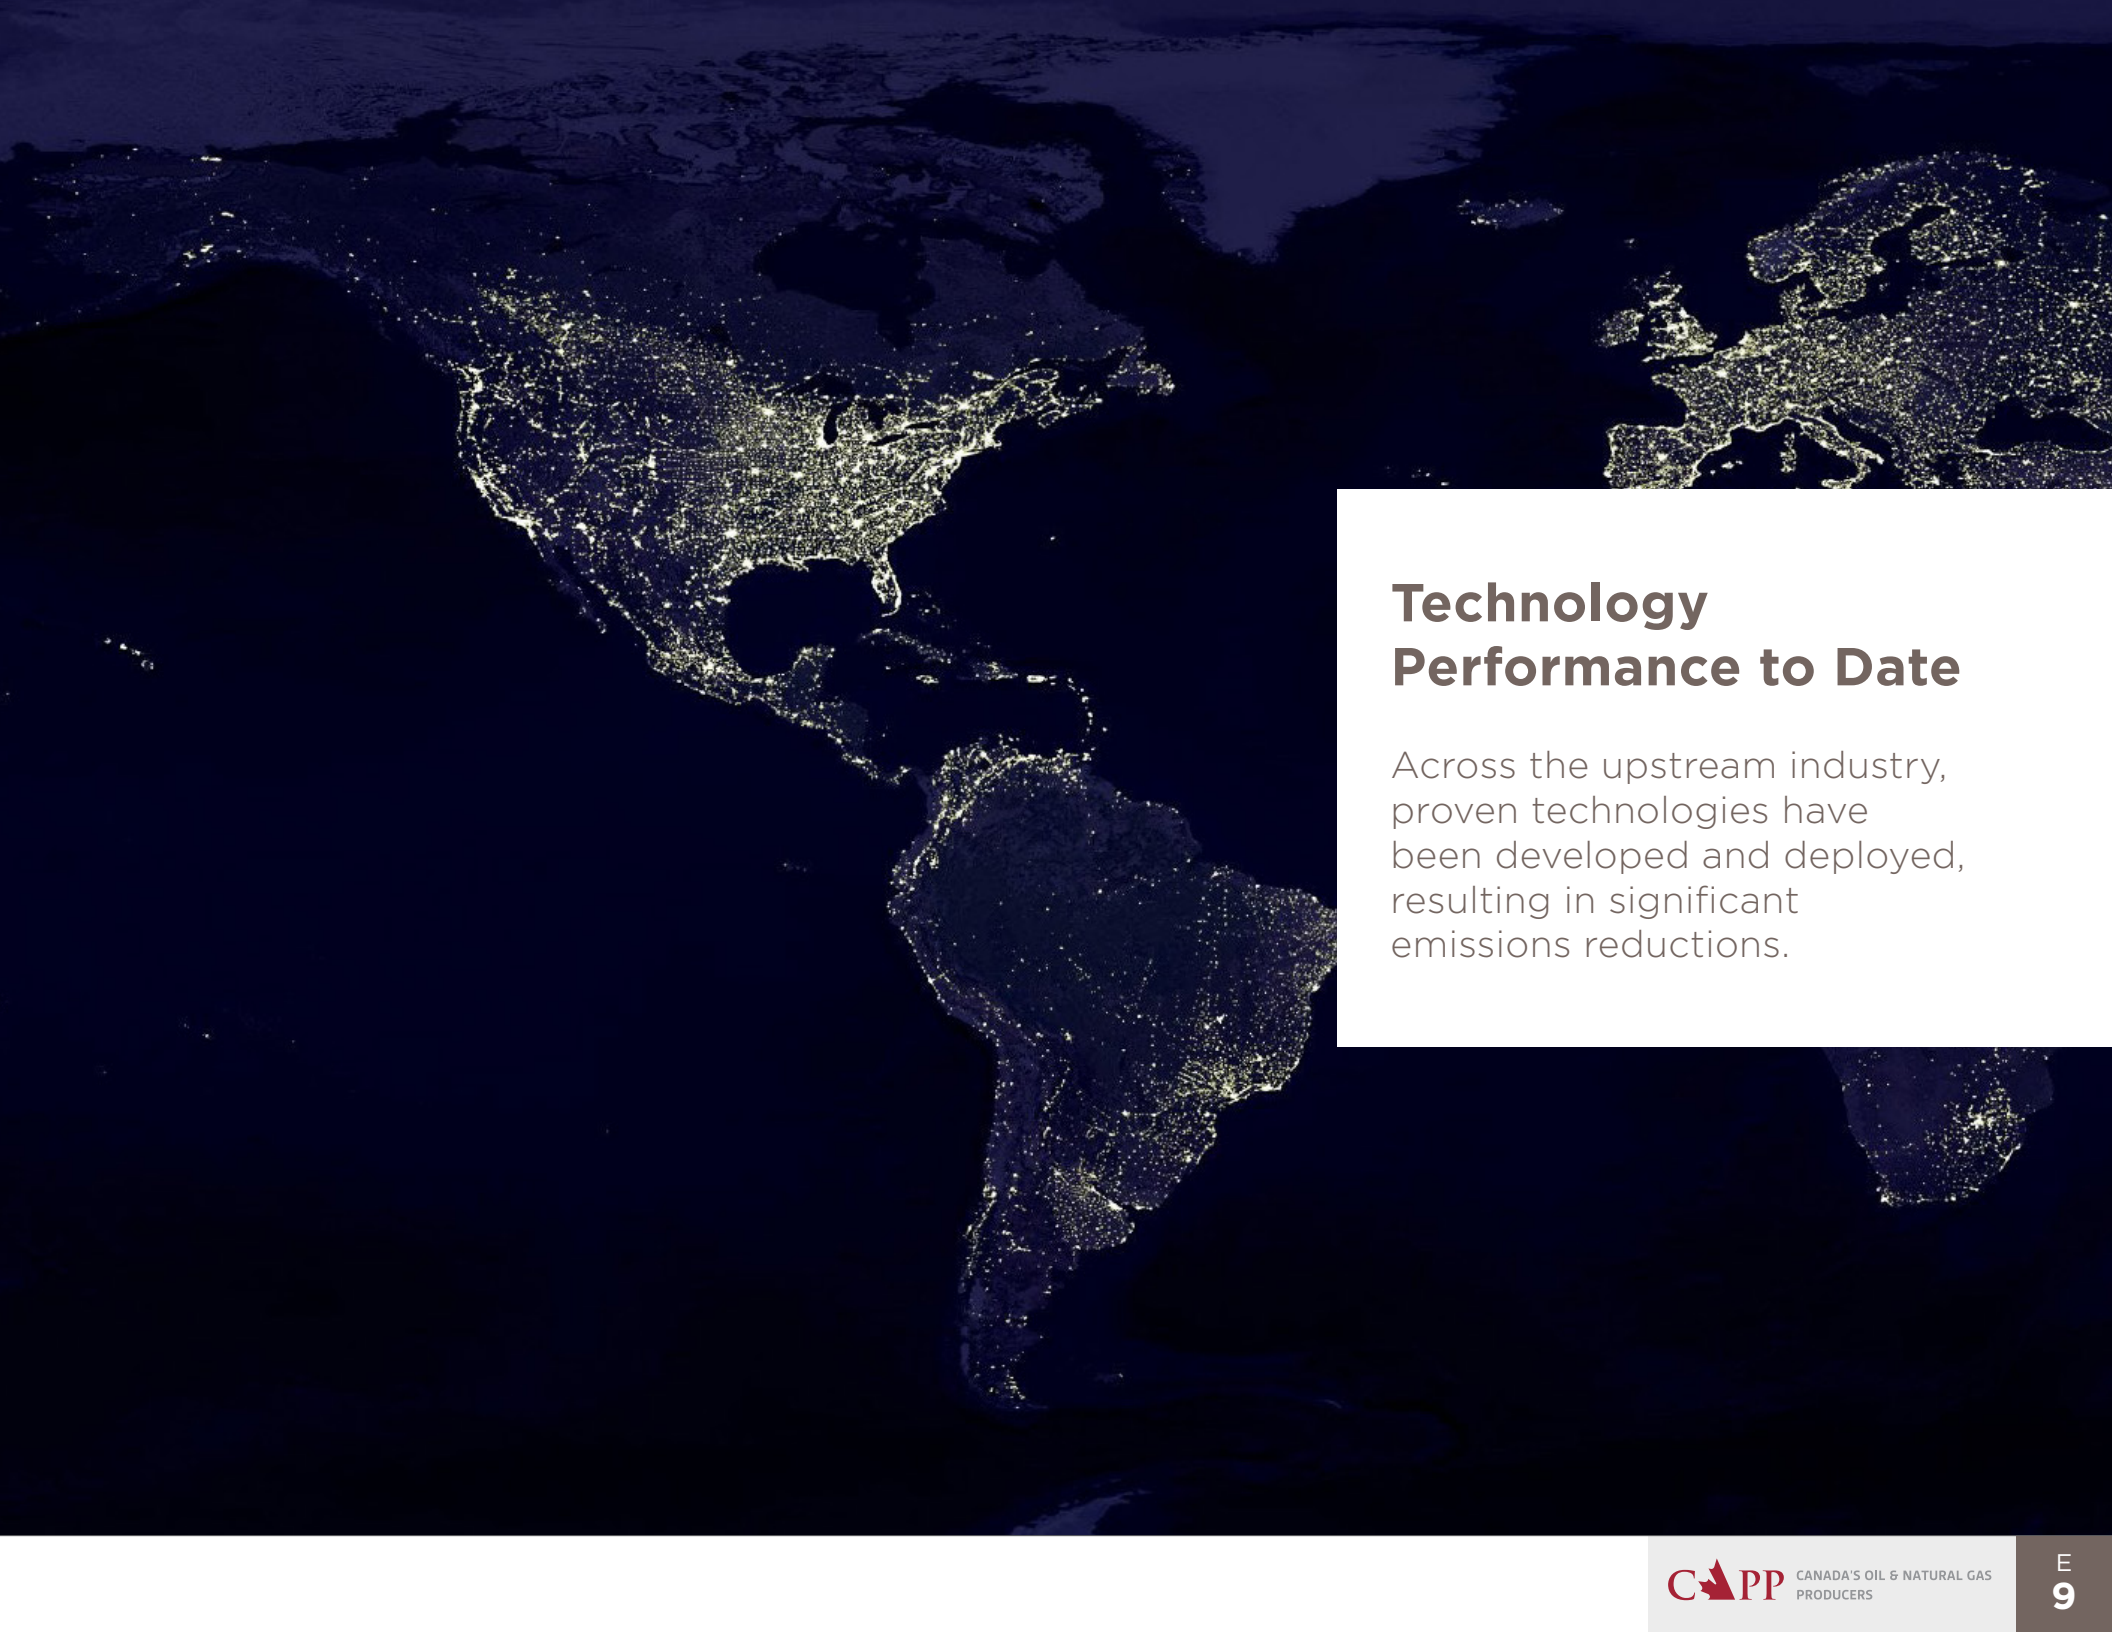 Technology
Performance to Date
Across the upstream industry,
proven technologies have
been developed and deployed,
resulting in significant
emissions reductions.
CAPP
CANADA'S OIL & NATURAL GAS
PRODUCERS
E
9